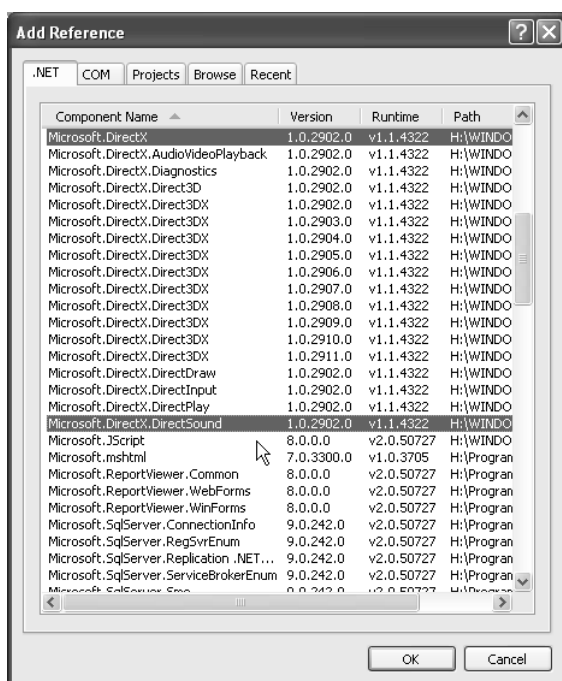 Add Reference
.NET COM Projects Browse Recent
Component Name Version Runtime Path
Microsoft.DirectX 1.0.2902.0 v1.1.4322 H:\WINDO
Microsoft.DirectX.AudioVideoPlayback 1.0.2902.0 v1.1.4322 H:\WINDO
Microsoft.DirectX.Diagnostics 1.0.2902.0 v1.1.4322 H:\WINDO
Microsoft.DirectX.Direct3D 1.0.2902.0 v1.1.4322 H:\WINDO
Microsoft.DirectX.Direct3DX 1.0.2902.0 v1.1.4322 H:\WINDO
Microsoft.DirectX.Direct3DX 1.0.2903.0 v1.1.4322 H:\WINDO
Microsoft.DirectX.Direct3DX 1.0.2904.0 v1.1.4322 H:\WINDO
Microsoft.DirectX.Direct3DX 1.0.2905.0 v1.1.4322 H:\WINDO
Microsoft.DirectX.Direct3DX 1.0.2906.0 v1.1.4322 H:\WINDO
Microsoft.DirectX.Direct3DX 1.0.2907.0 v1.1.4322 H:\WINDO
Microsoft.DirectX.Direct3DX 1.0.2908.0 v1.1.4322 H:\WINDO
Microsoft.DirectX.Direct3DX 1.0.2909.0 v1.1.4322 H:\WINDO
Microsoft.DirectX.Direct3DX 1.0.2910.0 v1.1.4322 H:\WINDO
Microsoft.DirectX.Direct3DX 1.0.2911.0 v1.1.4322 H:\WINDO
Microsoft.DirectX.DirectDraw 1.0.2902.0 v1.1.4322 H:\WINDO
Microsoft.DirectX.DirectInput 1.0.2902.0 v1.1.4322 H:\WINDO
Microsoft.DirectX.DirectPlay 1.0.2902.0 v1.1.4322 H:\WINDO
Microsoft.DirectX.DirectSound 1.0.2902.0 v1.1.4322 H:\WINDO
Microsoft.JScript 8.0.0.0 v2.0.50727 H:\WINDO
Microsoft.mshtml 7.0.3300.0 v1.0.3705 H:\Progran
Microsoft.ReportViewer.Common 8.0.0.0 v2.0.50727 H:\Progran
Microsoft.ReportViewer.WebForms 8.0.0.0 v2.0.50727 H:\Progran
Microsoft.ReportViewer.WinForms 8.0.0.0 v2.0.50727 H:\Progran
Microsoft.SqlServer.ConnectionInfo 9.0.242.0 v2.0.50727 H:\Progran
Microsoft.SqlServer.RegSvrEnum 9.0.242.0 v2.0.50727 H:\Progran
Microsoft.SqlServer.Replication .NET... 9.0.242.0 v2.0.50727 H:\Progran
Microsoft.SqlServer.ServiceBrokerEnum 9.0.242.0 v2.0.50727 H:\Progran
Microsoft.SqlServer.Smo 9.0.242.0 v2.0.50727 H:\Progran
OK Cancel